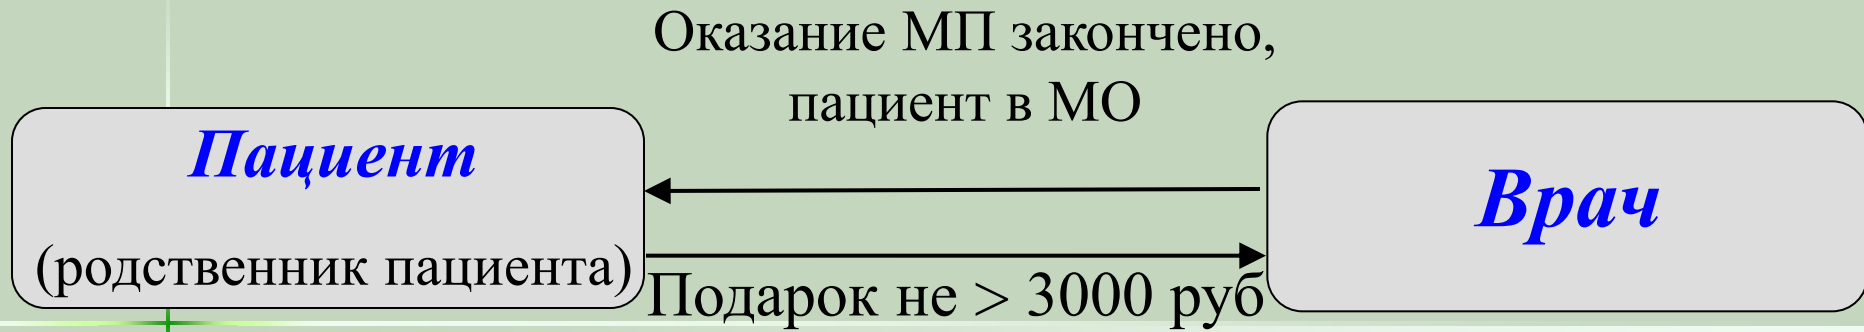 Оказание МП закончено,
пациент в МО
Пациент
(родственник пациента)
Врач
Подарок не > 3000 руб